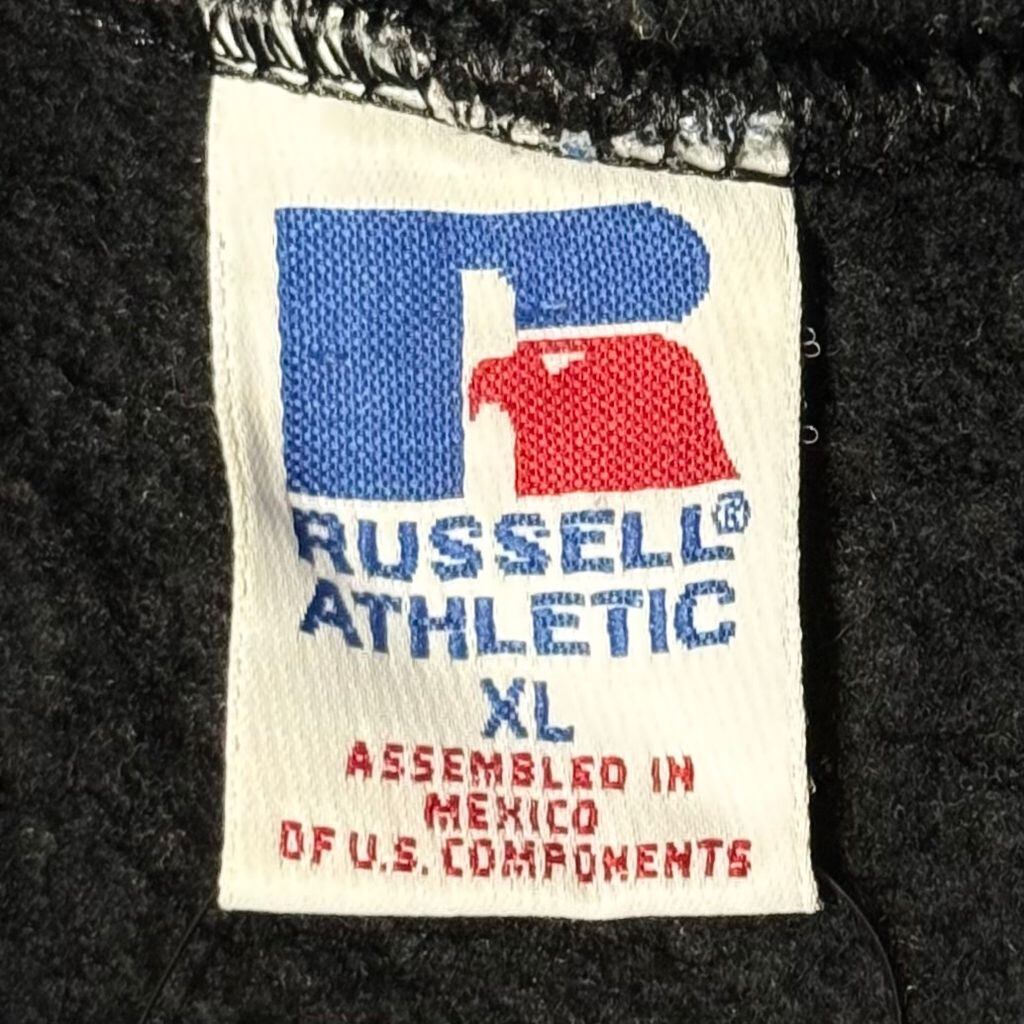 RUSSELL®
ATHLETIC
XL
ASSEMBLED IN
MEXICO
OF U.S. COMPONENTS